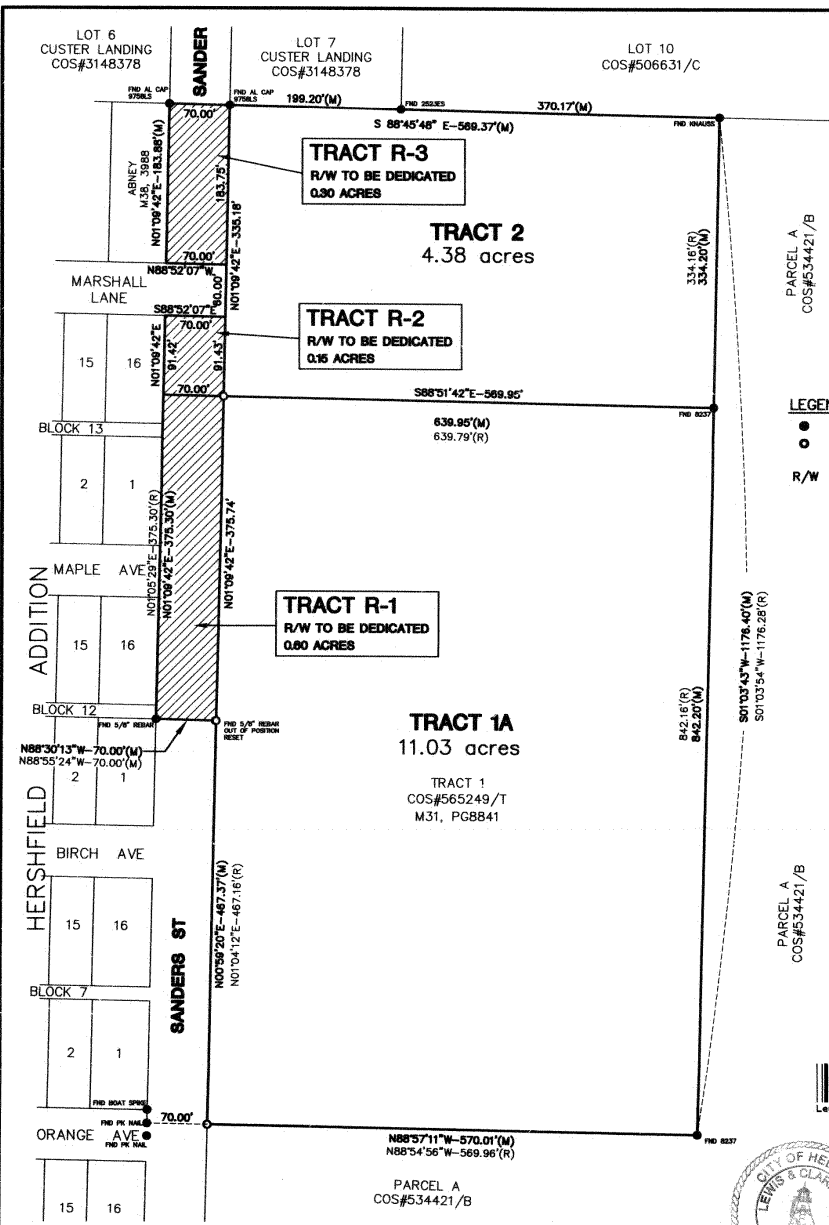 LOT 6
CUSTER LANDING
COS#3148378
SANDER
LOT 7
CUSTER LANDING
COS#3148378
LOT 10
COS#506631/C
FND AL CAP
9758LS
FND AL CAP
9758LS
70.00'
199.20'(M)
FND 2523ES
370.17'(M)
S 88°45'48" E-569.37'(M)
FND KNAUSS
ABNEY
M38, 3988
N01°09'42"E-183.88'(M)
183.75'
N01°09'42"E-335.18'
TRACT R-3
R/W TO BE DEDICATED
0.30 ACRES
TRACT 2
4.38 acres
334.16'(R)
334.20'(M)
PARCEL A
COS#534421/B
70.00'
N88°52'07"W
60.00'
MARSHALL
LANE
S88°52'07"E
70.00'
N01°09'42"E
91.42'
91.43'
TRACT R-2
R/W TO BE DEDICATED
0.15 ACRES
15
16
70.00'
S88°51'42"E-569.95'
FND 8237
639.95'(M)
639.79'(R)
LEGEN
R/W
BLOCK 13
2
1
N01°05'29"E-375.30'(R)
N01°09'42"E-375.30'(M)
N01°09'42"E-375.74'
MAPLE AVE
ADDITION
TRACT R-1
R/W TO BE DEDICATED
0.60 ACRES
S01°03'43"W-1176.40'(M)
S01°03'54"W-1176.28'(R)
15
16
842.16'(R)
842.20'(M)
BLOCK 12
FND 5/8" REBAR
FND 5/8" REBAR
OUT OF POSITION
RESET
TRACT 1A
11.03 acres
N88°30'13"W-70.00'(M)
N88°55'24"W-70.00'(M)
2
1
TRACT 1
COS#565249/T
M31, PG8841
HERSHFIELD
BIRCH AVE
15
16
SANDERS ST
N00°59'20"E-467.37'(M)
N01°04'12"E-467.16'(R)
PARCEL A
COS#534421/B
BLOCK 7
2
1
FND BOAT SPIKE
FND PK NAIL
70.00'
ORANGE AVE
FND PK NAIL
N88°57'11"W-570.01'(M)
N88°54'56"W-569.96'(R)
FND 8237
Le
PARCEL A
COS#534421/B
15
16
CITY OF HE
LEWIS & CLAR